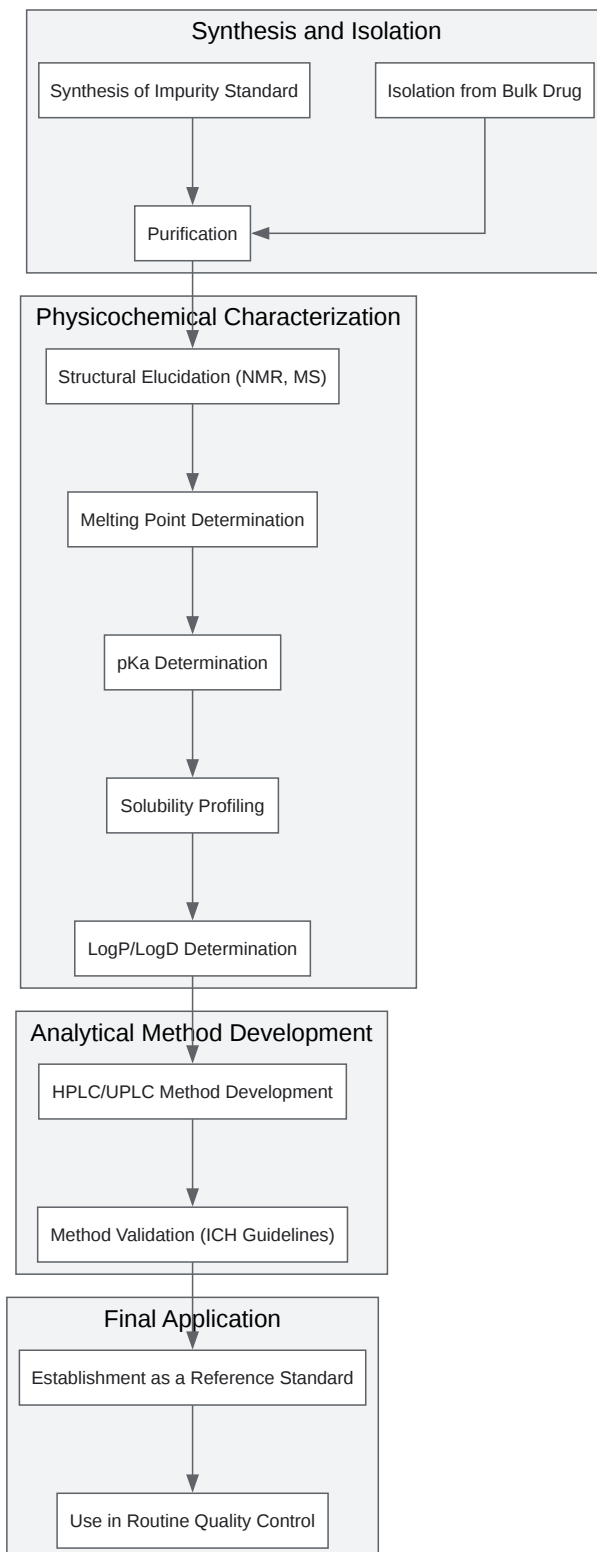 Synthesis and Isolation
Synthesis of Impurity Standard
Isolation from Bulk Drug
Purification
Physicochemical Characterization
Structural Elucidation (NMR, MS)
Melting Point Determination
pKa Determination
Solubility Profiling
LogP/LogD Determination
Analytical Method Development
HPLC/UPLC Method Development
Method Validation (ICH Guidelines)
Final Application
Establishment as a Reference Standard
Use in Routine Quality Control